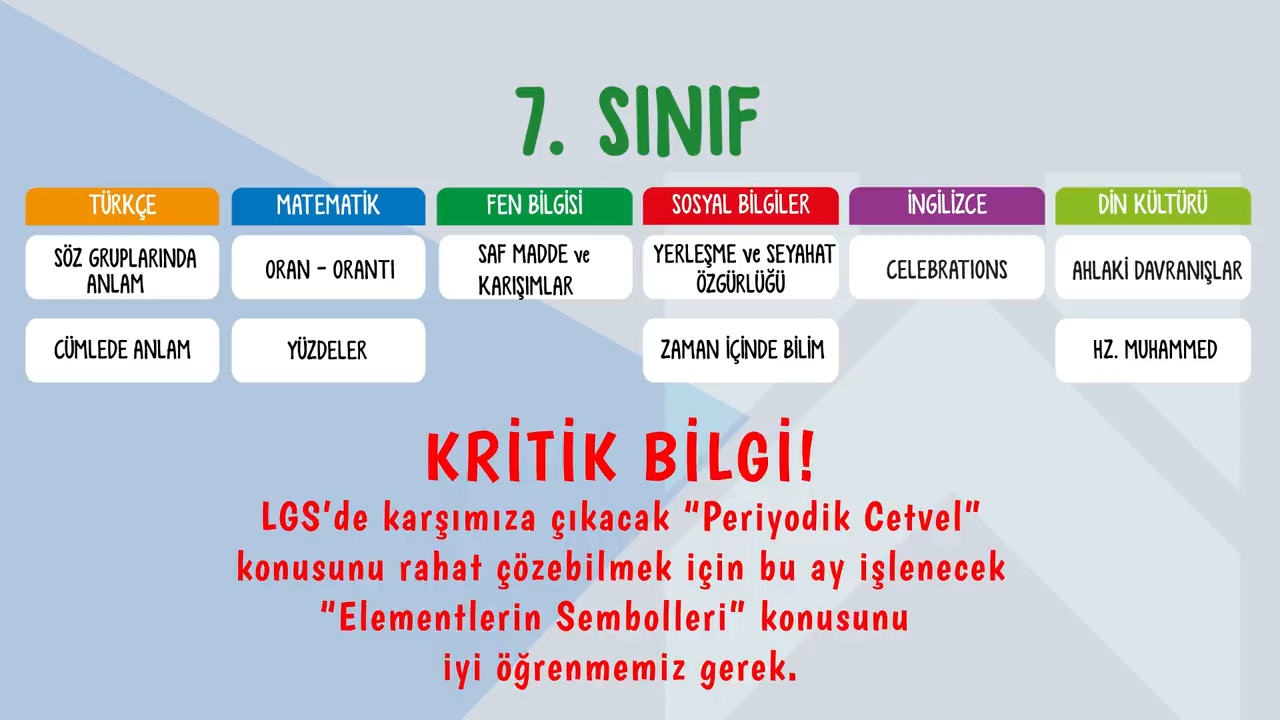 7. SINIF
TÜRKÇE
MATEMATİK
FEN BİLGİSİ
SOSYAL BİLGİLER
İNGİLİZCE
DİN KÜLTÜRÜ
SÖZ GRUPLARINDA
ANLAM
ORAN - ORANTI
SAF MADDE ve
KARIŞIMLAR
YERLEŞME ve SEYAHAT
ÖZGÜRLÜĞÜ
CELEBRATIONS
AHLAKİ DAVRANIŞLAR
CÜMLEDE ANLAM
YÜZDELER
ZAMAN İÇİNDE BİLİM
HZ. MUHAMMED
KRİTİK BİLGİ!
LGS'de karşımıza çıkacak "Periyodik Cetvel"
konusunu rahat çözebilmek için bu ay işlenecek
"Elementlerin Sembolleri" konusunu
iyi öğrenmemiz gerek.